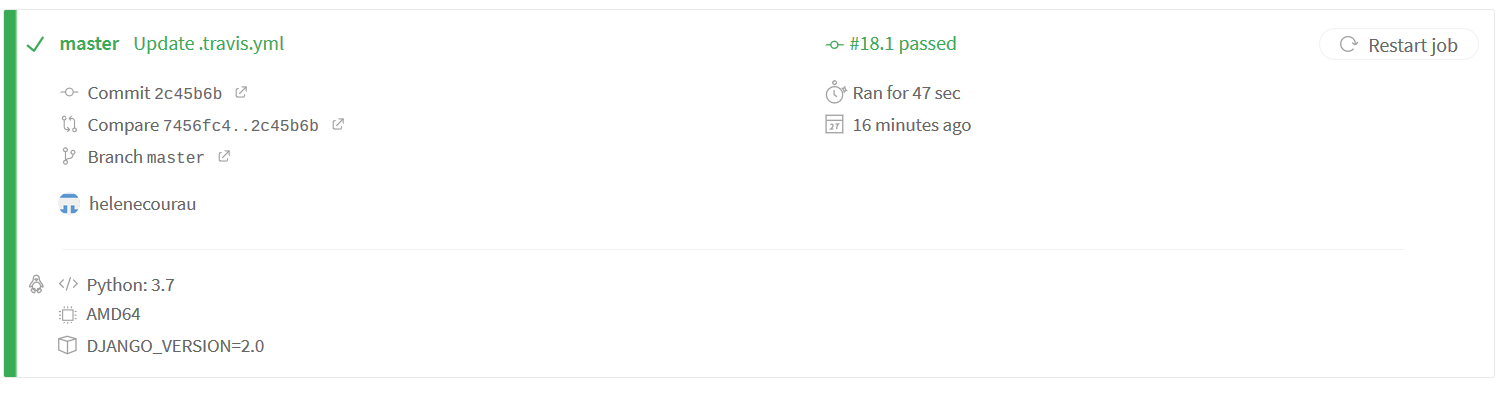 master Update .travis.yml
#18.1 passed
Restart job
Commit 2c45b6b
Ran for 47 sec
Compare 7456fc4..2c45b6b
27
16 minutes ago
Branch master
helenecourau
</> Python: 3.7
AMD64
DJANGO_VERSION=2.0